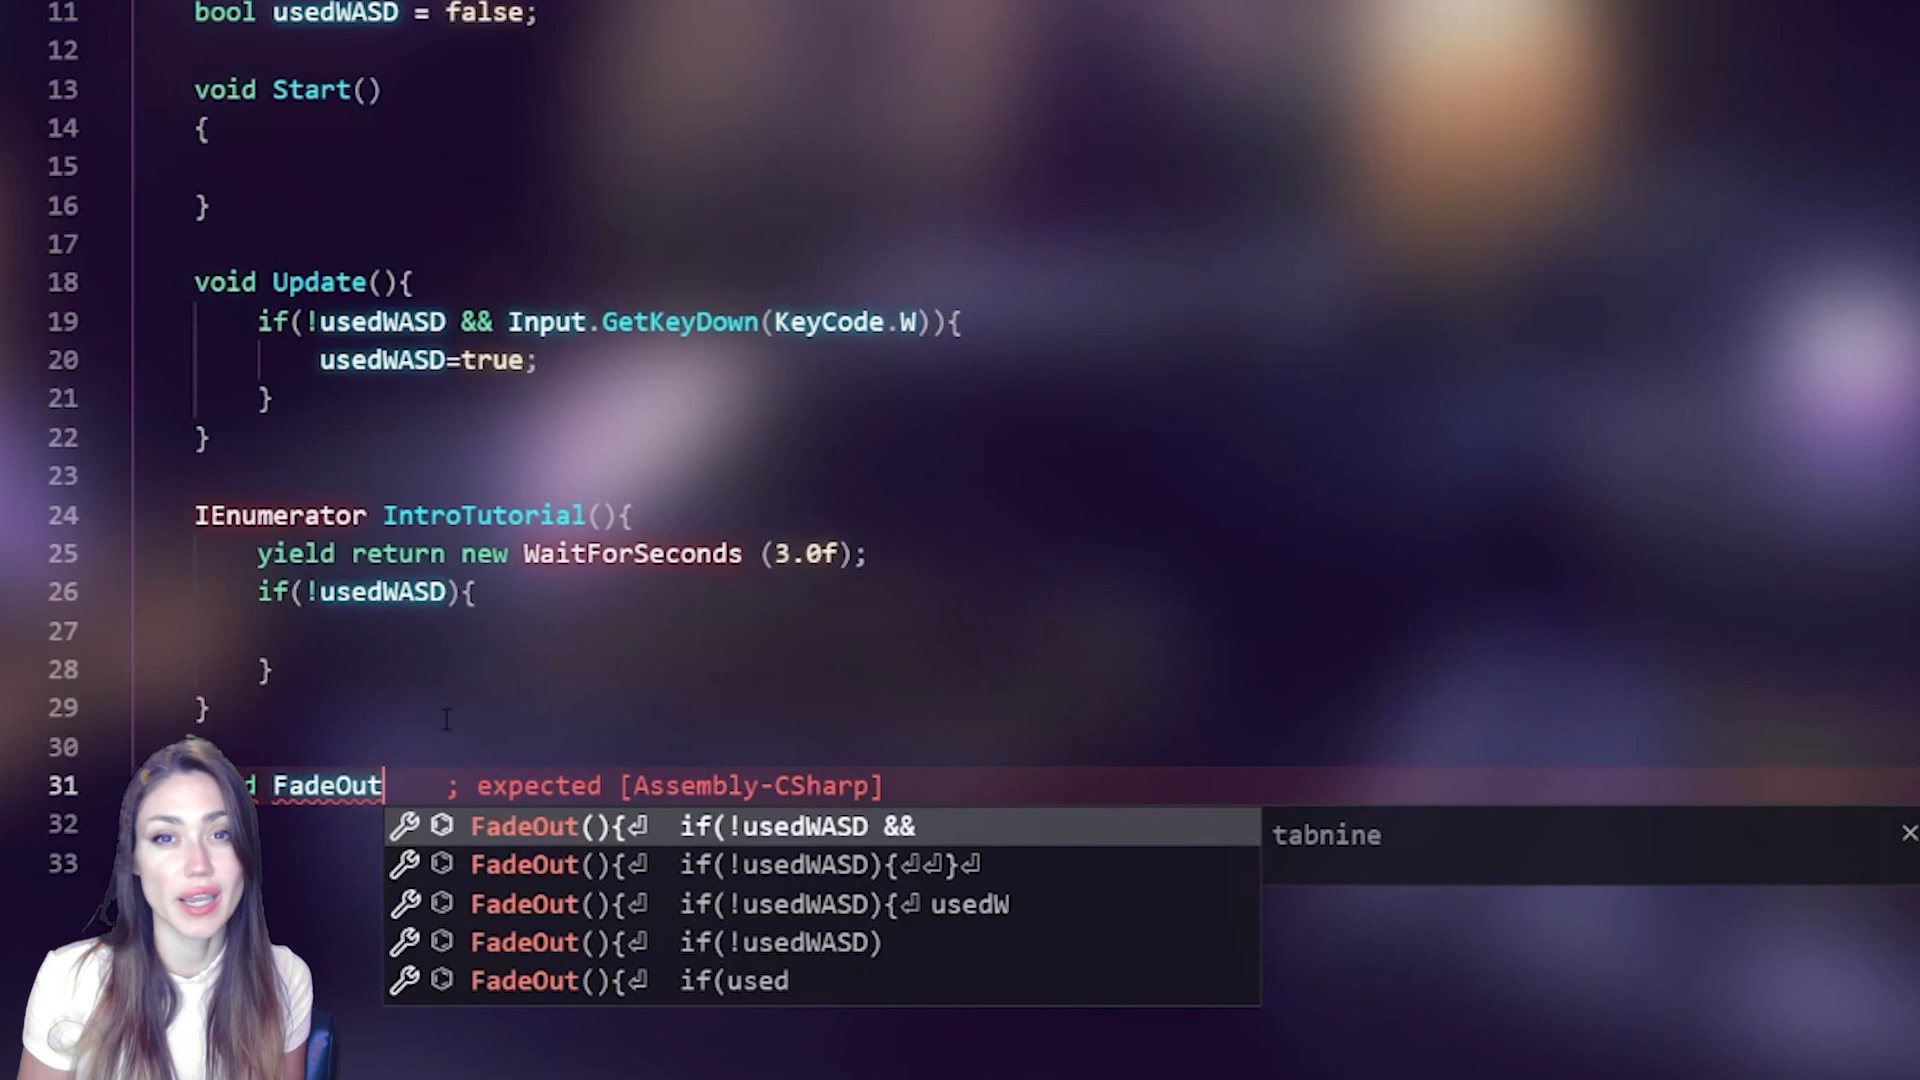 11 bool usedWASD = false;
12
13 void Start()
14 {
15
16 }
17
18 void Update(){
19 if(!usedWASD && Input.GetKeyDown(KeyCode.W)){
20 usedWASD=true;
21 }
22 }
23
24 IEnumerator IntroTutorial(){
25 yield return new WaitForSeconds (3.0f);
26 if(!usedWASD){
27
28 }
29 }
30
31 d FadeOut ; expected [Assembly-CSharp]
32 FadeOut(){⏎ if(!usedWASD && tabnine ×
33 FadeOut(){⏎ if(!usedWASD){⏎⏎}⏎
FadeOut(){⏎ if(!usedWASD){⏎ usedW
FadeOut(){⏎ if(!usedWASD)
FadeOut(){⏎ if(used